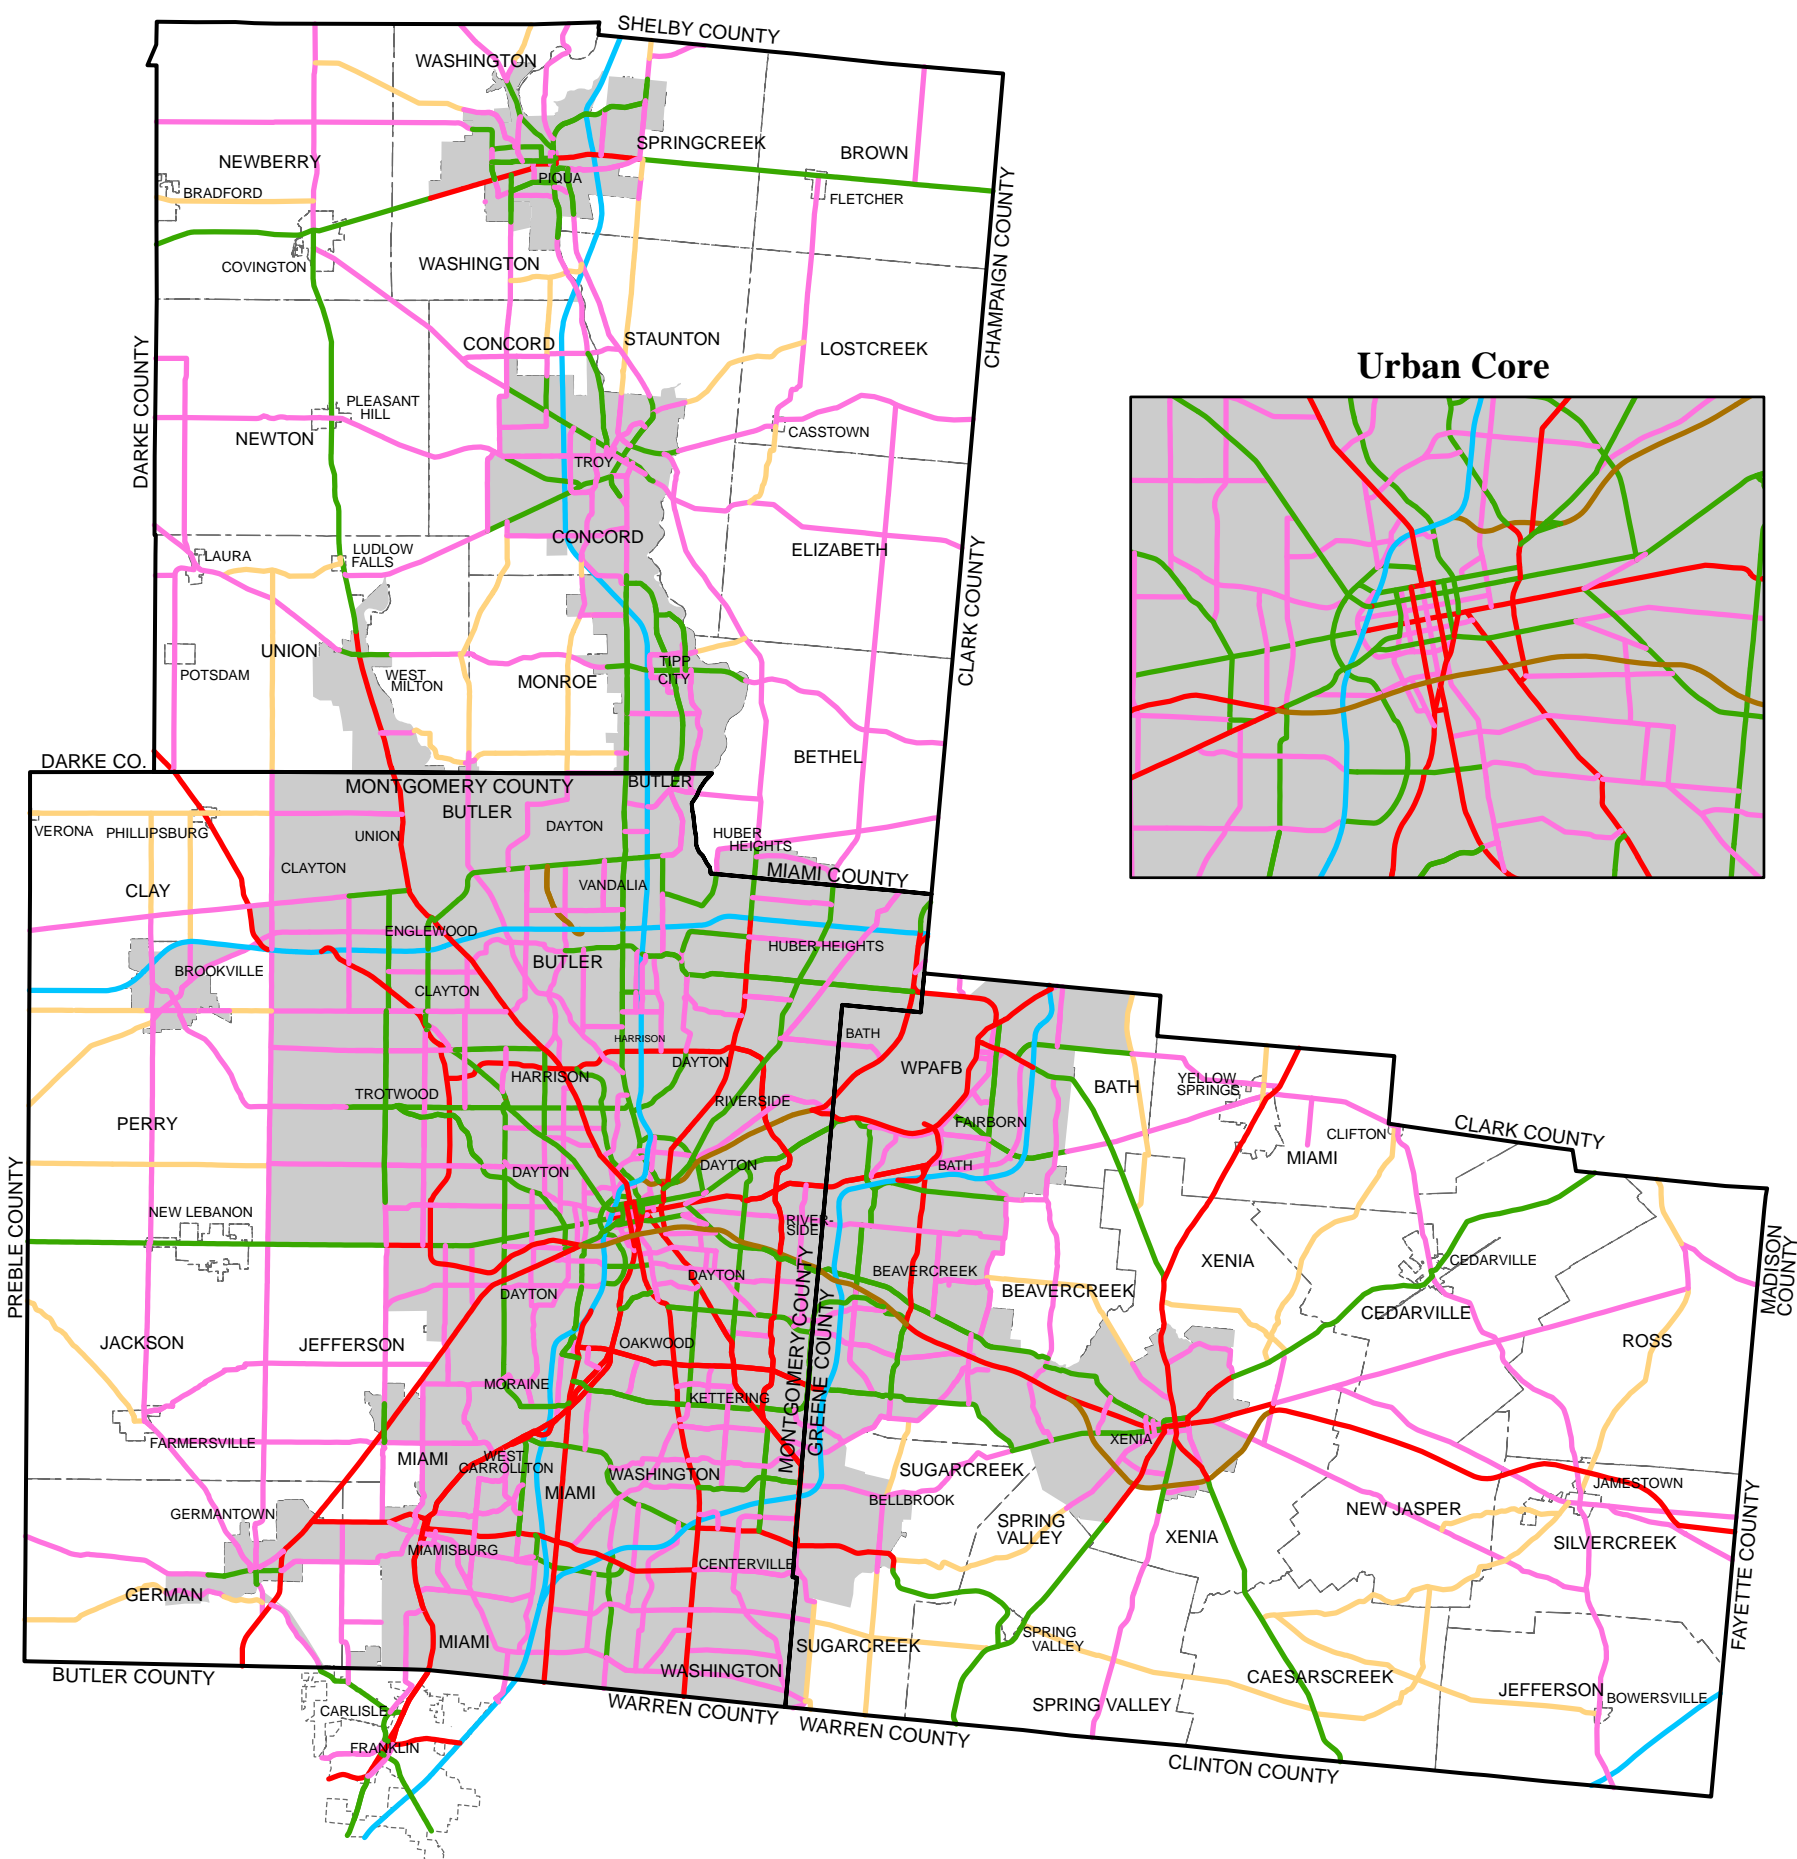 SHELBY COUNTY
WASHINGTON
SPRINGCREEK
BROWN
NEWBERRY
BRADFORD
PIQUA
FLETCHER
CHAMPAIGN COUNTY
COVINGTON
WASHINGTON
DARKE COUNTY
CONCORD
STAUNTON
LOSTCREEK
Urban Core
PLEASANT
HILL
NEWTON
CASSTOWN
TROY
CONCORD
ELIZABETH
LAURA
LUDLOW
FALLS
CLARK COUNTY
UNION
POTSDAM
WEST
MILTON
MONROE
TIPP
CITY
BETHEL
DARKE CO.
MONTGOMERY COUNTY
BUTLER
BUTLER
VERONA
PHILLIPSBURG
UNION
DAYTON
HUBER
HEIGHTS
CLAYTON
MIAMI COUNTY
CLAY
VANDALIA
ENGLEWOOD
HUBER HEIGHTS
BUTLER
BROOKVILLE
CLAYTON
HARRISON
BATH
DAYTON
WPAFB
HARRISON
BATH
YELLOW
SPRINGS
TROTWOOD
RIVERSIDE
PERRY
FAIRBORN
CLIFTON
CLARK COUNTY
MIAMI
DAYTON
DAYTON
BATH
PREBLE COUNTY
NEW LEBANON
RIVER-
SIDE
XENIA
CEDARVILLE
MADISON
COUNTY
DAYTON
BEAVERCREEK
DAYTON
BEAVERCREEK
CEDARVILLE
JACKSON
JEFFERSON
OAKWOOD
MONTGOMERY COUNTY
GREENE COUNTY
ROSS
MORAINE
KETTERING
FARMERSVILLE
XENIA
MIAMI
WEST
CARROLLTON
WASHINGTON
SUGARCREEK
JAMESTOWN
MIAMI
BELLBROOK
NEW JASPER
GERMANTOWN
SPRING
VALLEY
XENIA
SILVERCREEK
MIAMISBURG
CENTERVILLE
FAYETTE COUNTY
GERMAN
MIAMI
SUGARCREEK
SPRING
VALLEY
WASHINGTON
CAESARSCREEK
BUTLER COUNTY
JEFFERSON
BOWERSVILLE
WARREN COUNTY
SPRING VALLEY
CARLISLE
WARREN COUNTY
FRANKLIN
CLINTON COUNTY